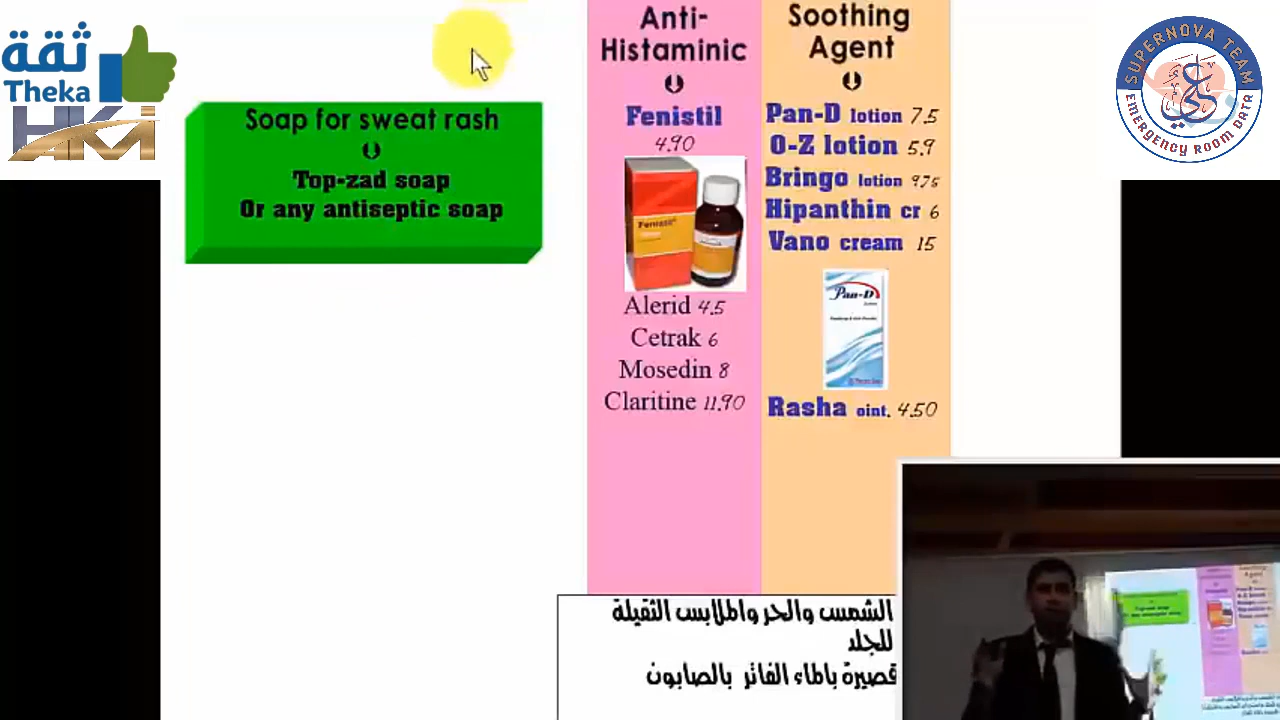 ثقة
Theka
HKM
SUPERNOVA TEAM
EMERGENCY ROOM DATA
Soap for sweat rash
Top-zad soap
Or any antiseptic soap
Anti-
Histaminic
Fenistil
4.90
Fenistil
Alerid 4.5
Cetrak 6
Mosedin 8
Claritine 11.90
Soothing
Agent
Pan-D lotion 7.5
O-Z lotion 5.9
Bringo lotion 9.75
Hipanthin cr 6
Vano cream 15
Pan-D
Rasha oint. 4.50
الشمس والحر والملابس الثقيلة
للجلد
قصيرة بالماء الفاتر بالصابون